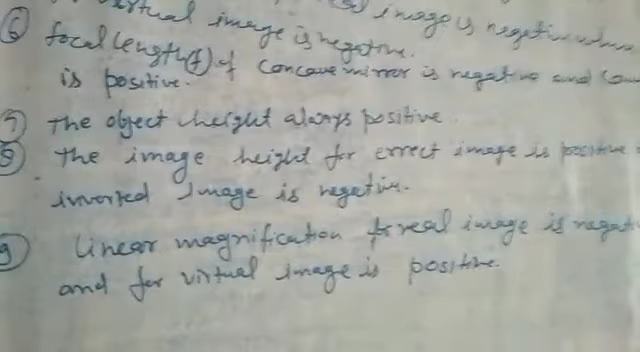 virtual image is negative.
image is negative when
⑥ focal length (f) of concave mirror is negative and
is positive.
⑦ The object height always positive
⑧ The image height for errect image is positive
inverted image is negative.
⑨ Linear magnification for real image is negat
and for virtual image is positive.